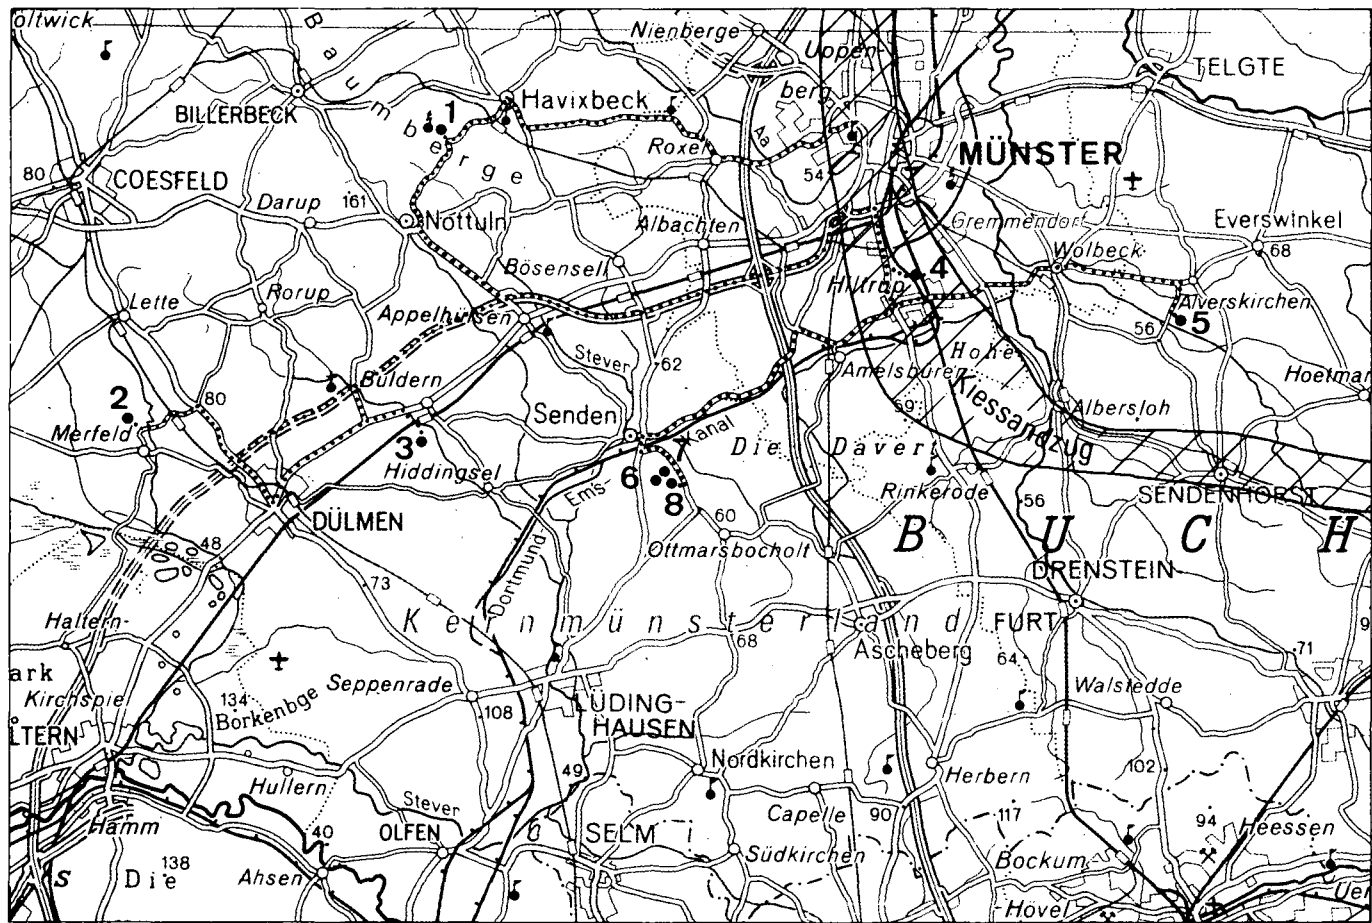 oltwick
Nienberge
Uppen-
berg
TELGTE
BILLERBECK
Baumberge
1
Havixbeck
Aa
Roxel
MÜNSTER
80
COESFELD
54
Darup
161
Nottuln
Albachten
Gremmendorf
Everswinkel
68
Bösensell
Wolbeck
4
Hiltrup
Lette
Rorup
Appelhülsen
Alverskirchen
5
56
Stever
62
Hohe
Buldern
Amelsbüren
Hoetmar
2
80
Senden
Kiessandzug
59
Albersloh
Merfeld
3
Kanal
Die Davert
Hiddingsel
7
6
Ems-
8
Rinkerode
SENDENHORST
DÜLMEN
60
56
B U C H
48
Ottmarsbocholt
Dortmund
DRENSTEIN-
73
FURT
Kernmünsterland
Haltern-
68
Ascheberg
64
71
9
ark
Kirchspiel
134
Seppenrade
Walstedde
Borkenbge
108
LÜDING-
HAUSEN
LTERN
Nordkirchen
49
102
Hullern
Herbern
Stever
Capelle
90
Hamm
117
94
Heessen
40
OLFEN
b
SELM
i
Südkirchen
Bockum
138
s
Die
Ahsen
Hövel
Uen